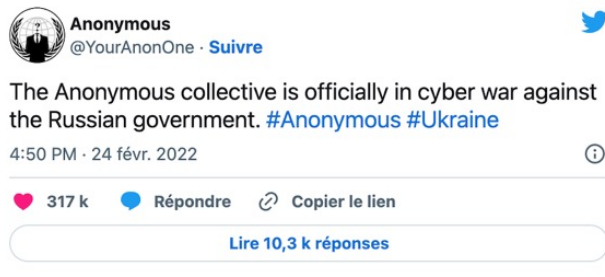 Anonymous
@YourAnonOne · Suivre
The Anonymous collective is officially in cyber war against
the Russian government. #Anonymous #Ukraine
4:50 PM · 24 févr. 2022
317 k Répondre Copier le lien
Lire 10,3 k réponses